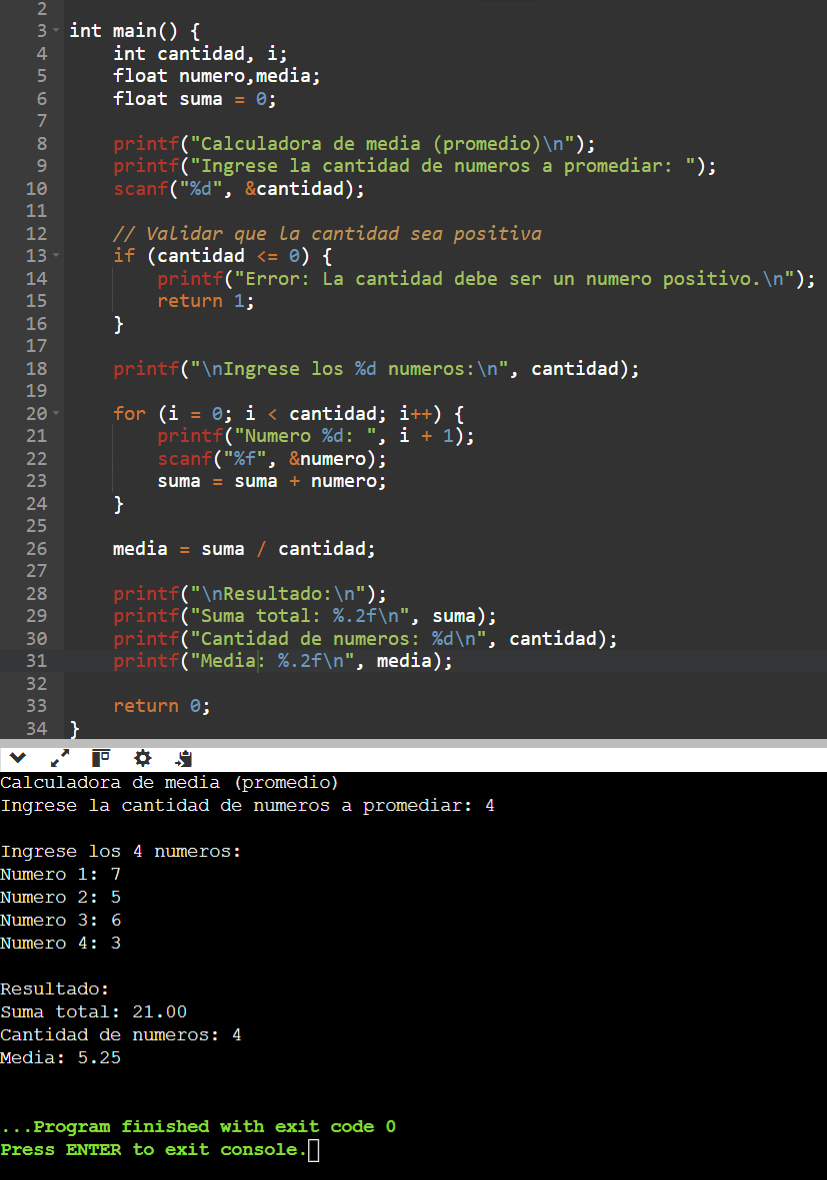 2
3 int main() {
4     int cantidad, i;
5     float numero,media;
6     float suma = 0;
7
8     printf("Calculadora de media (promedio)\n");
9     printf("Ingrese la cantidad de numeros a promediar: ");
10     scanf("%d", &cantidad);
11
12     // Validar que la cantidad sea positiva
13     if (cantidad <= 0) {
14         printf("Error: La cantidad debe ser un numero positivo.\n");
15         return 1;
16     }
17
18     printf("\nIngrese los %d numeros:\n", cantidad);
19
20     for (i = 0; i < cantidad; i++) {
21         printf("Numero %d: ", i + 1);
22         scanf("%f", &numero);
23         suma = suma + numero;
24     }
25
26     media = suma / cantidad;
27
28     printf("\nResultado:\n");
29     printf("Suma total: %.2f\n", suma);
30     printf("Cantidad de numeros: %d\n", cantidad);
31     printf("Media: %.2f\n", media);
32
33     return 0;
34 }
Calculadora de media (promedio)
Ingrese la cantidad de numeros a promediar: 4

Ingrese los 4 numeros:
Numero 1: 7
Numero 2: 5
Numero 3: 6
Numero 4: 3

Resultado:
Suma total: 21.00
Cantidad de numeros: 4
Media: 5.25

...Program finished with exit code 0
Press ENTER to exit console.